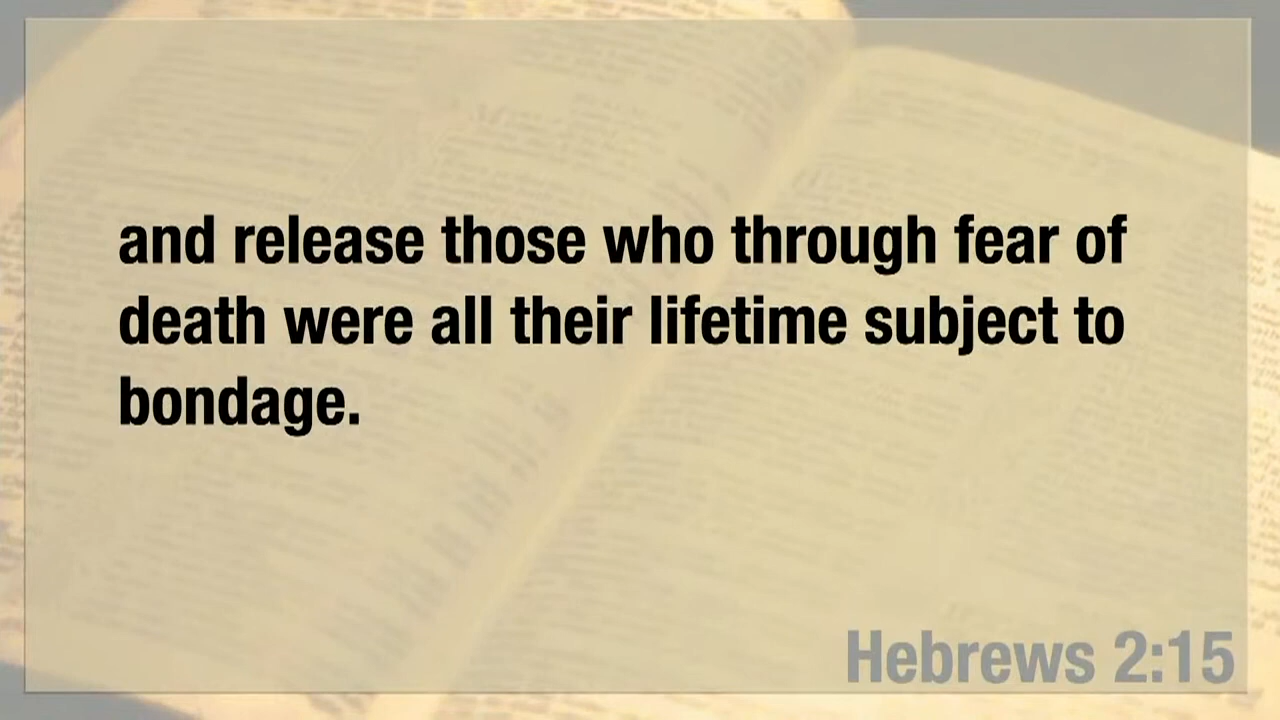 and release those who through fear of
death were all their lifetime subject to
bondage.
Hebrews 2:15